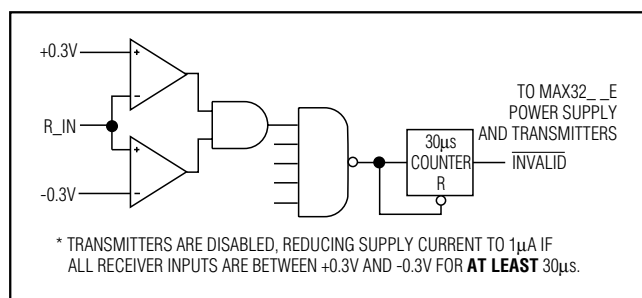 +0.3V
R_IN
-0.3V
+
-
+
-
30μs
COUNTER
R
TO MAX32_ _E
POWER SUPPLY
AND TRANSMITTERS
INVALID
* TRANSMITTERS ARE DISABLED, REDUCING SUPPLY CURRENT TO 1μA IF
ALL RECEIVER INPUTS ARE BETWEEN +0.3V AND -0.3V FOR AT LEAST 30μs.